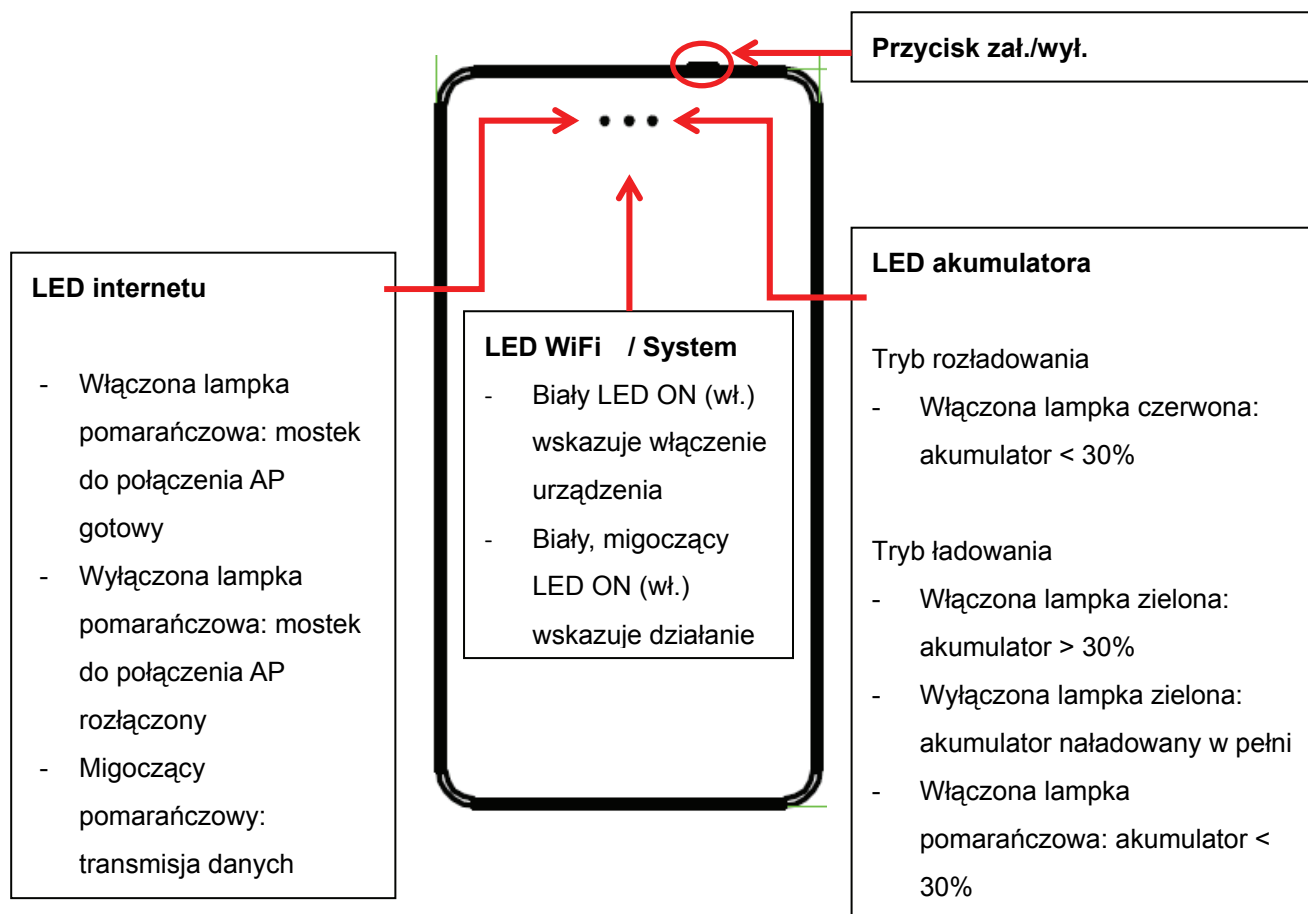 Przycisk zał./wył.
LED internetu
- Włączona lampka
pomarańczowa: mostek
do połączenia AP
gotowy
- Wyłączona lampka
pomarańczowa: mostek
do połączenia AP
rozłączony
- Migoczący
pomarańczowy:
transmisja danych
LED WiFi / System
- Biały LED ON (wł.)
wskazuje włączenie
urządzenia
- Biały, migoczący
LED ON (wł.)
wskazuje działanie
LED akumulatora
Tryb rozładowania
- Włączona lampka czerwona:
akumulator < 30%
Tryb ładowania
- Włączona lampka zielona:
akumulator > 30%
- Wyłączona lampka zielona:
akumulator naładowany w pełni
- Włączona lampka
pomarańczowa: akumulator <
30%